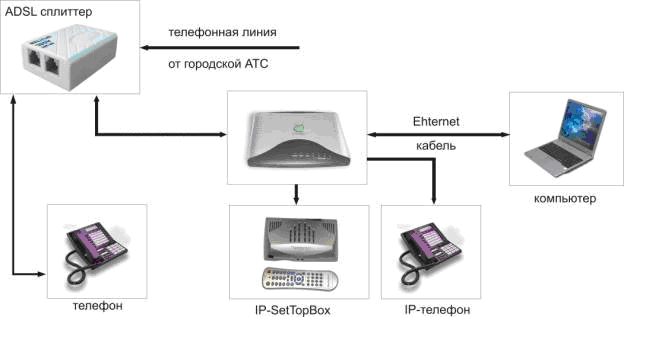 ADSL сплиттер
телефонная линия
от городской АТС
Ehternet
кабель
компьютер
телефон
IP-SetTopBox
IP-телефон